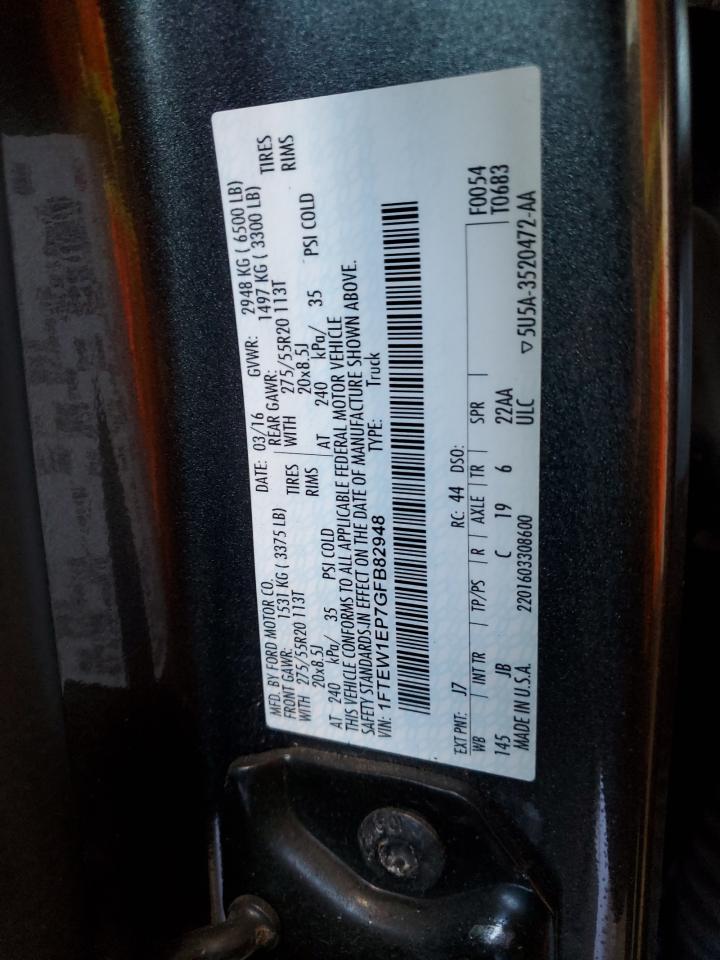 MFD. BY FORD MOTOR CO. DATE: 03/16 GVWR: 2948 KG ( 6500 LB)
FRONT GAWR: 1531 KG ( 3375 LB) REAR GAWR: 1497 KG ( 3300 LB)
WITH 275/55R20 113T TIRES WITH 275/55R20 113T TIRES
20x8.5J RIMS 20x8.5J RIMS
AT 240 kPa/ 35 PSI COLD AT 240 kPa/ 35 PSI COLD
THIS VEHICLE CONFORMS TO ALL APPLICABLE FEDERAL MOTOR VEHICLE
SAFETY STANDARDS IN EFFECT ON THE DATE OF MANUFACTURE SHOWN ABOVE.
VIN: 1FTEW1EP7GFB82948 TYPE: Truck
EXT PNT: J7 RC: 44 DSO:
WB INT TR TP/PS R AXLE TR SPR F0054
145 JB C 19 6 22AA T0683
MADE IN U.S.A. 2201603308600 ULC ▽5U5A-3520472-AA